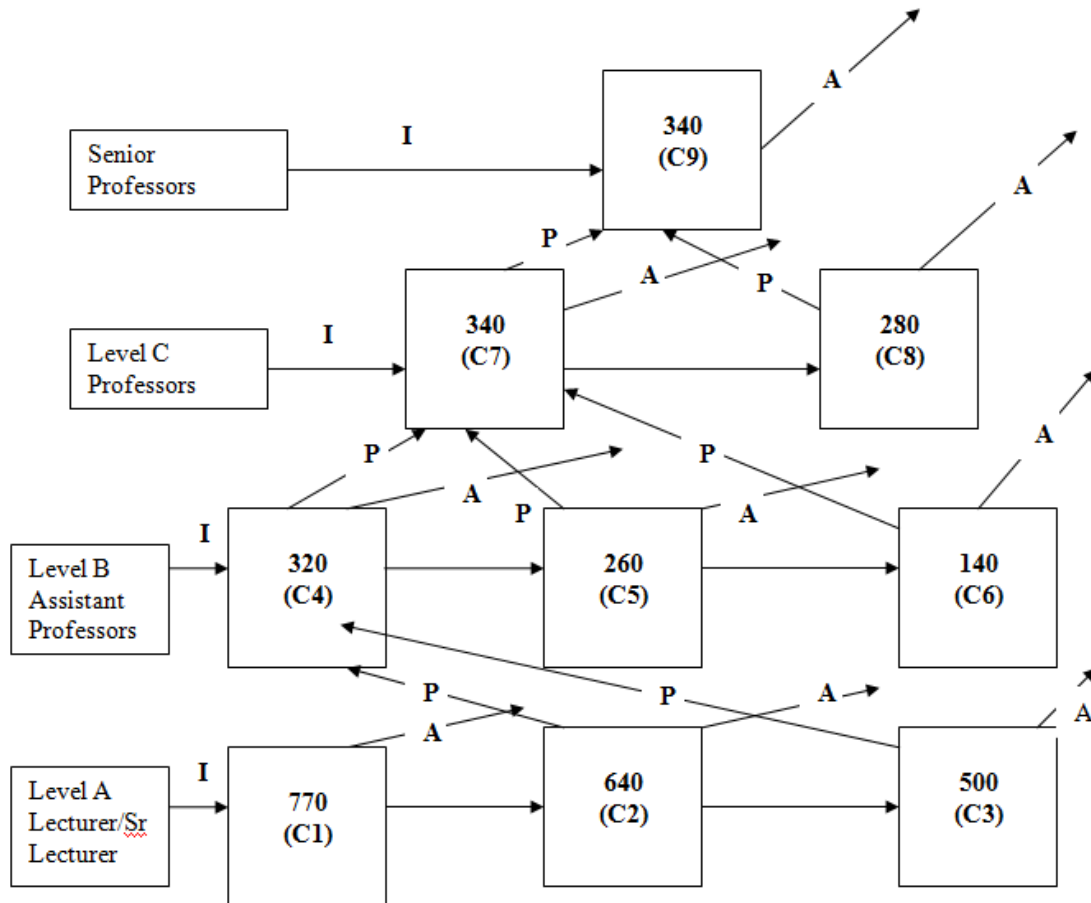 A
340
(C9)
I
Senior
Professors
A
P
A
P
340
(C7)
280
(C8)
I
Level C
Professors
A
P
P
A
P
A
I
320
(C4)
260
(C5)
140
(C6)
Level B
Assistant
Professors
P
A
P
A
A
I
770
(C1)
640
(C2)
500
(C3)
Level A
Lecturer/Sr
Lecturer